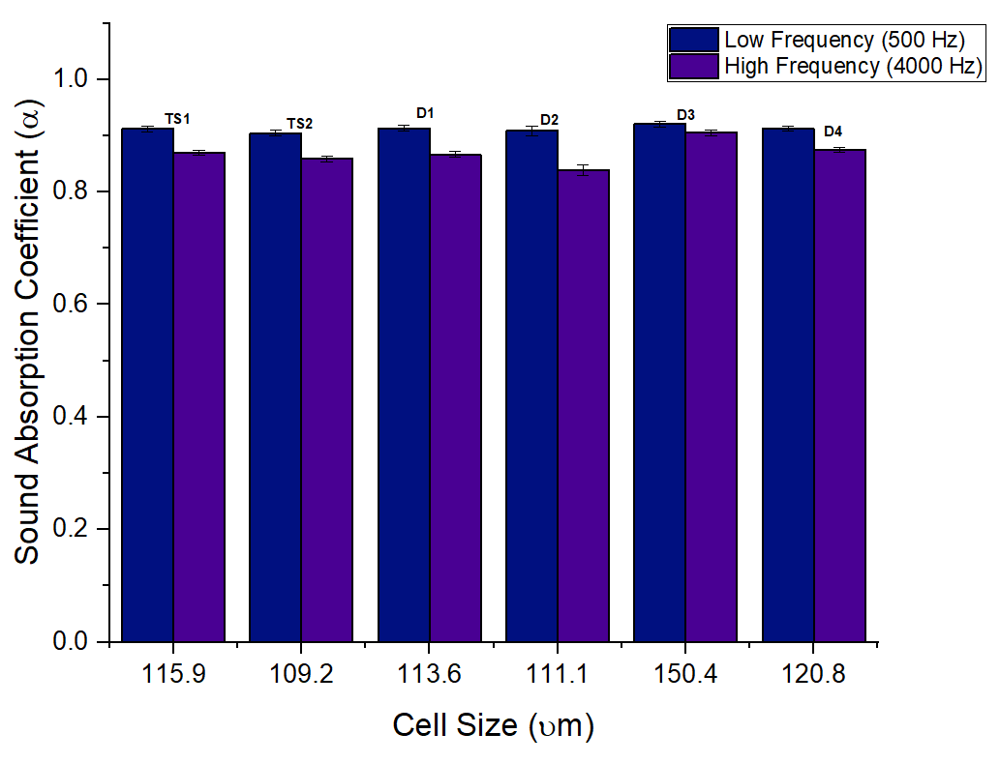 Low Frequency (500 Hz)
High Frequency (4000 Hz)
1.0
0.8
0.6
0.4
0.2
0.0
Sound Absorption Coefficient (α)
TS1
TS2
D1
D2
D3
D4
115.9
109.2
113.6
111.1
150.4
120.8
Cell Size (υm)